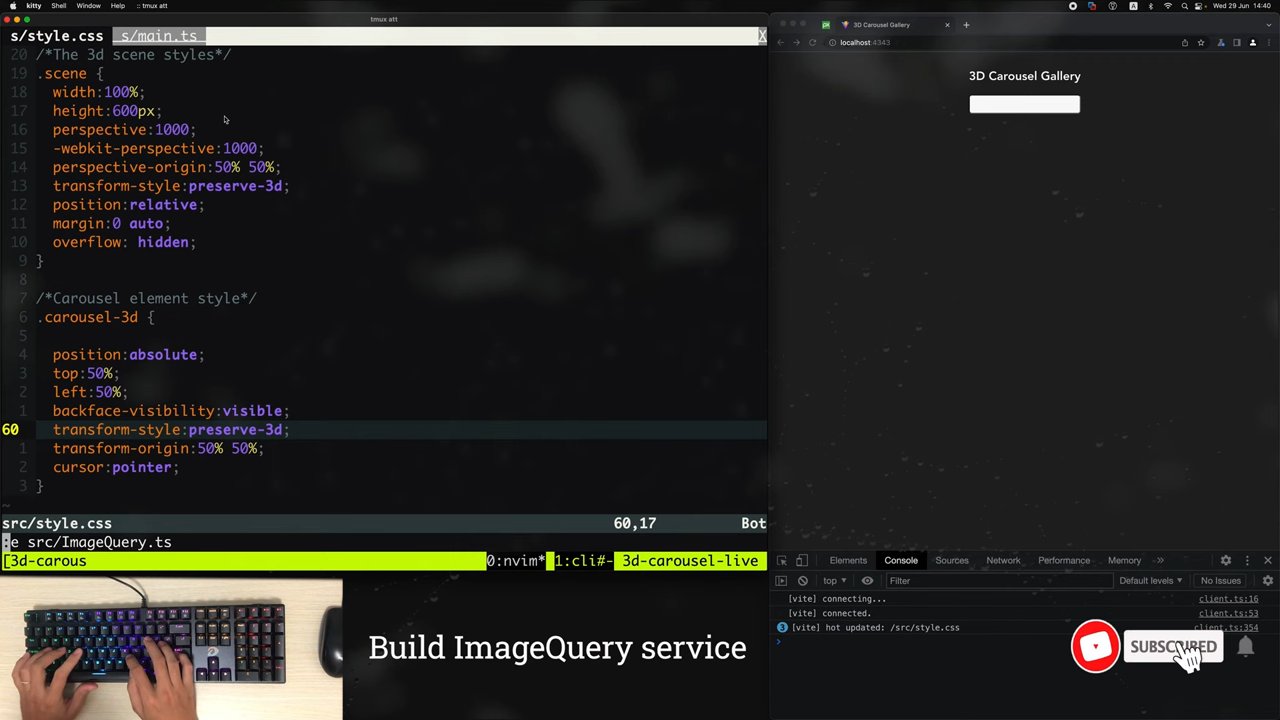 kitty Shell Window Help :: tmux att
Wed 29 Jun 14:40
tmux att
s/style.css s/main.ts X
20 /*The 3d scene styles*/
19 .scene {
18 width:100%;
17 height:600px;
16 perspective:1000;
15 -webkit-perspective:1000;
14 perspective-origin:50% 50%;
13 transform-style:preserve-3d;
12 position:relative;
11 margin:0 auto;
10 overflow: hidden;
9 }
8
7 /*Carousel element style*/
6 .carousel-3d {
5
4 position:absolute;
3 top:50%;
2 left:50%;
1 backface-visibility:visible;
60 transform-style:preserve-3d;
1 transform-origin:50% 50%;
2 cursor:pointer;
3 }
~
src/style.css 60,17 Bot
:e src/ImageQuery.ts
[3d-carous 0:nvim* 1:cli#- 3d-carousel-live
3D Carousel Gallery
localhost:4343
3D Carousel Gallery
Elements Console Sources Network Performance Memory
top Filter Default levels No Issues
[vite] connecting... client.ts:16
[vite] connected. client.ts:53
3 [vite] hot updated: /src/style.css client.ts:354
Build ImageQuery service
SUBSCRIBED